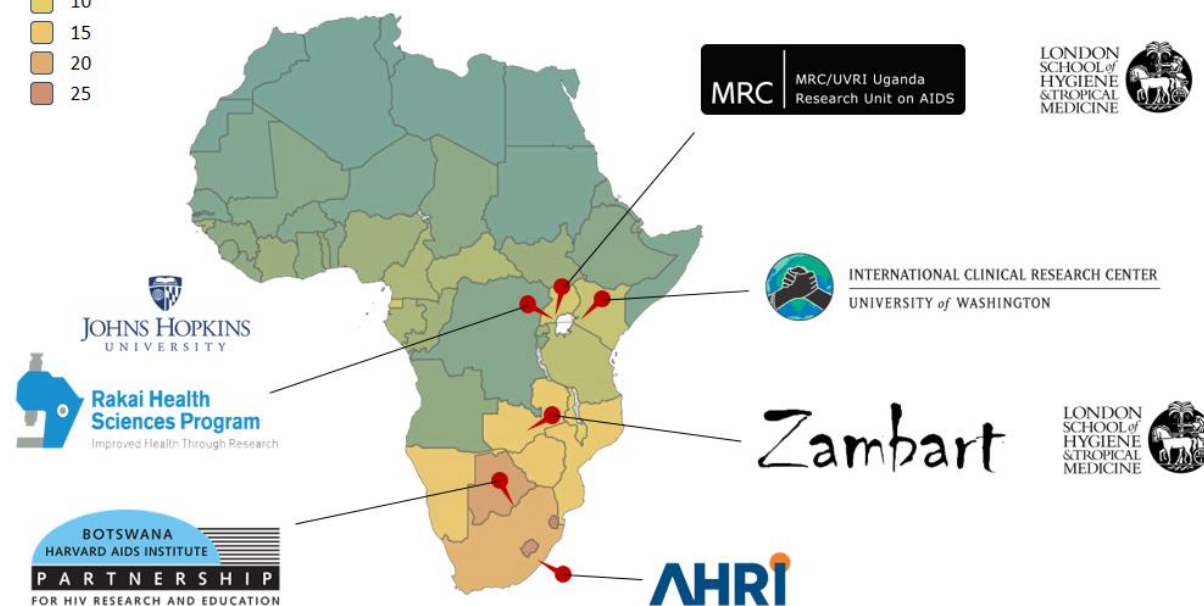 10
15
20
25
MRC
MRC/UVRI Uganda
Research Unit on AIDS
LONDON
SCHOOL of
HYGIENE
&TROPICAL
MEDICINE
INTERNATIONAL CLINICAL RESEARCH CENTER
UNIVERSITY of WASHINGTON
JOHNS HOPKINS
UNIVERSITY
Rakai Health
Sciences Program
Improved Health Through Research
Zambart
LONDON
SCHOOL of
HYGIENE
&TROPICAL
MEDICINE
BOTSWANA
HARVARD AIDS INSTITUTE
PARTNERSHIP
FOR HIV RESEARCH AND EDUCATION
AHRI